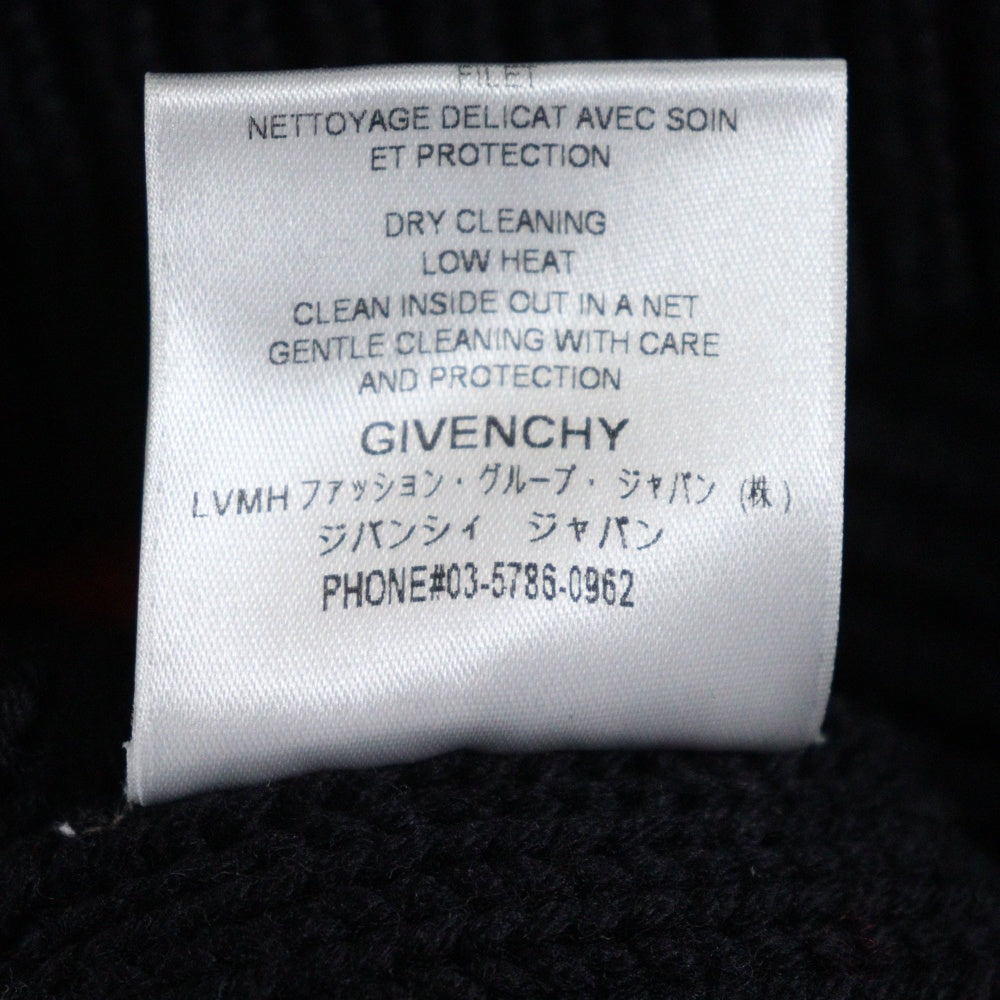 FILET
NETTOYAGE DELICAT AVEC SOIN
ET PROTECTION
DRY CLEANING
LOW HEAT
CLEAN INSIDE OUT IN A NET
GENTLE CLEANING WITH CARE
AND PROTECTION
GIVENCHY
LVMH ファッション・グループ・ ジャパン (株)
ジバンシィ ジャパン
PHONE#03-5786-0962